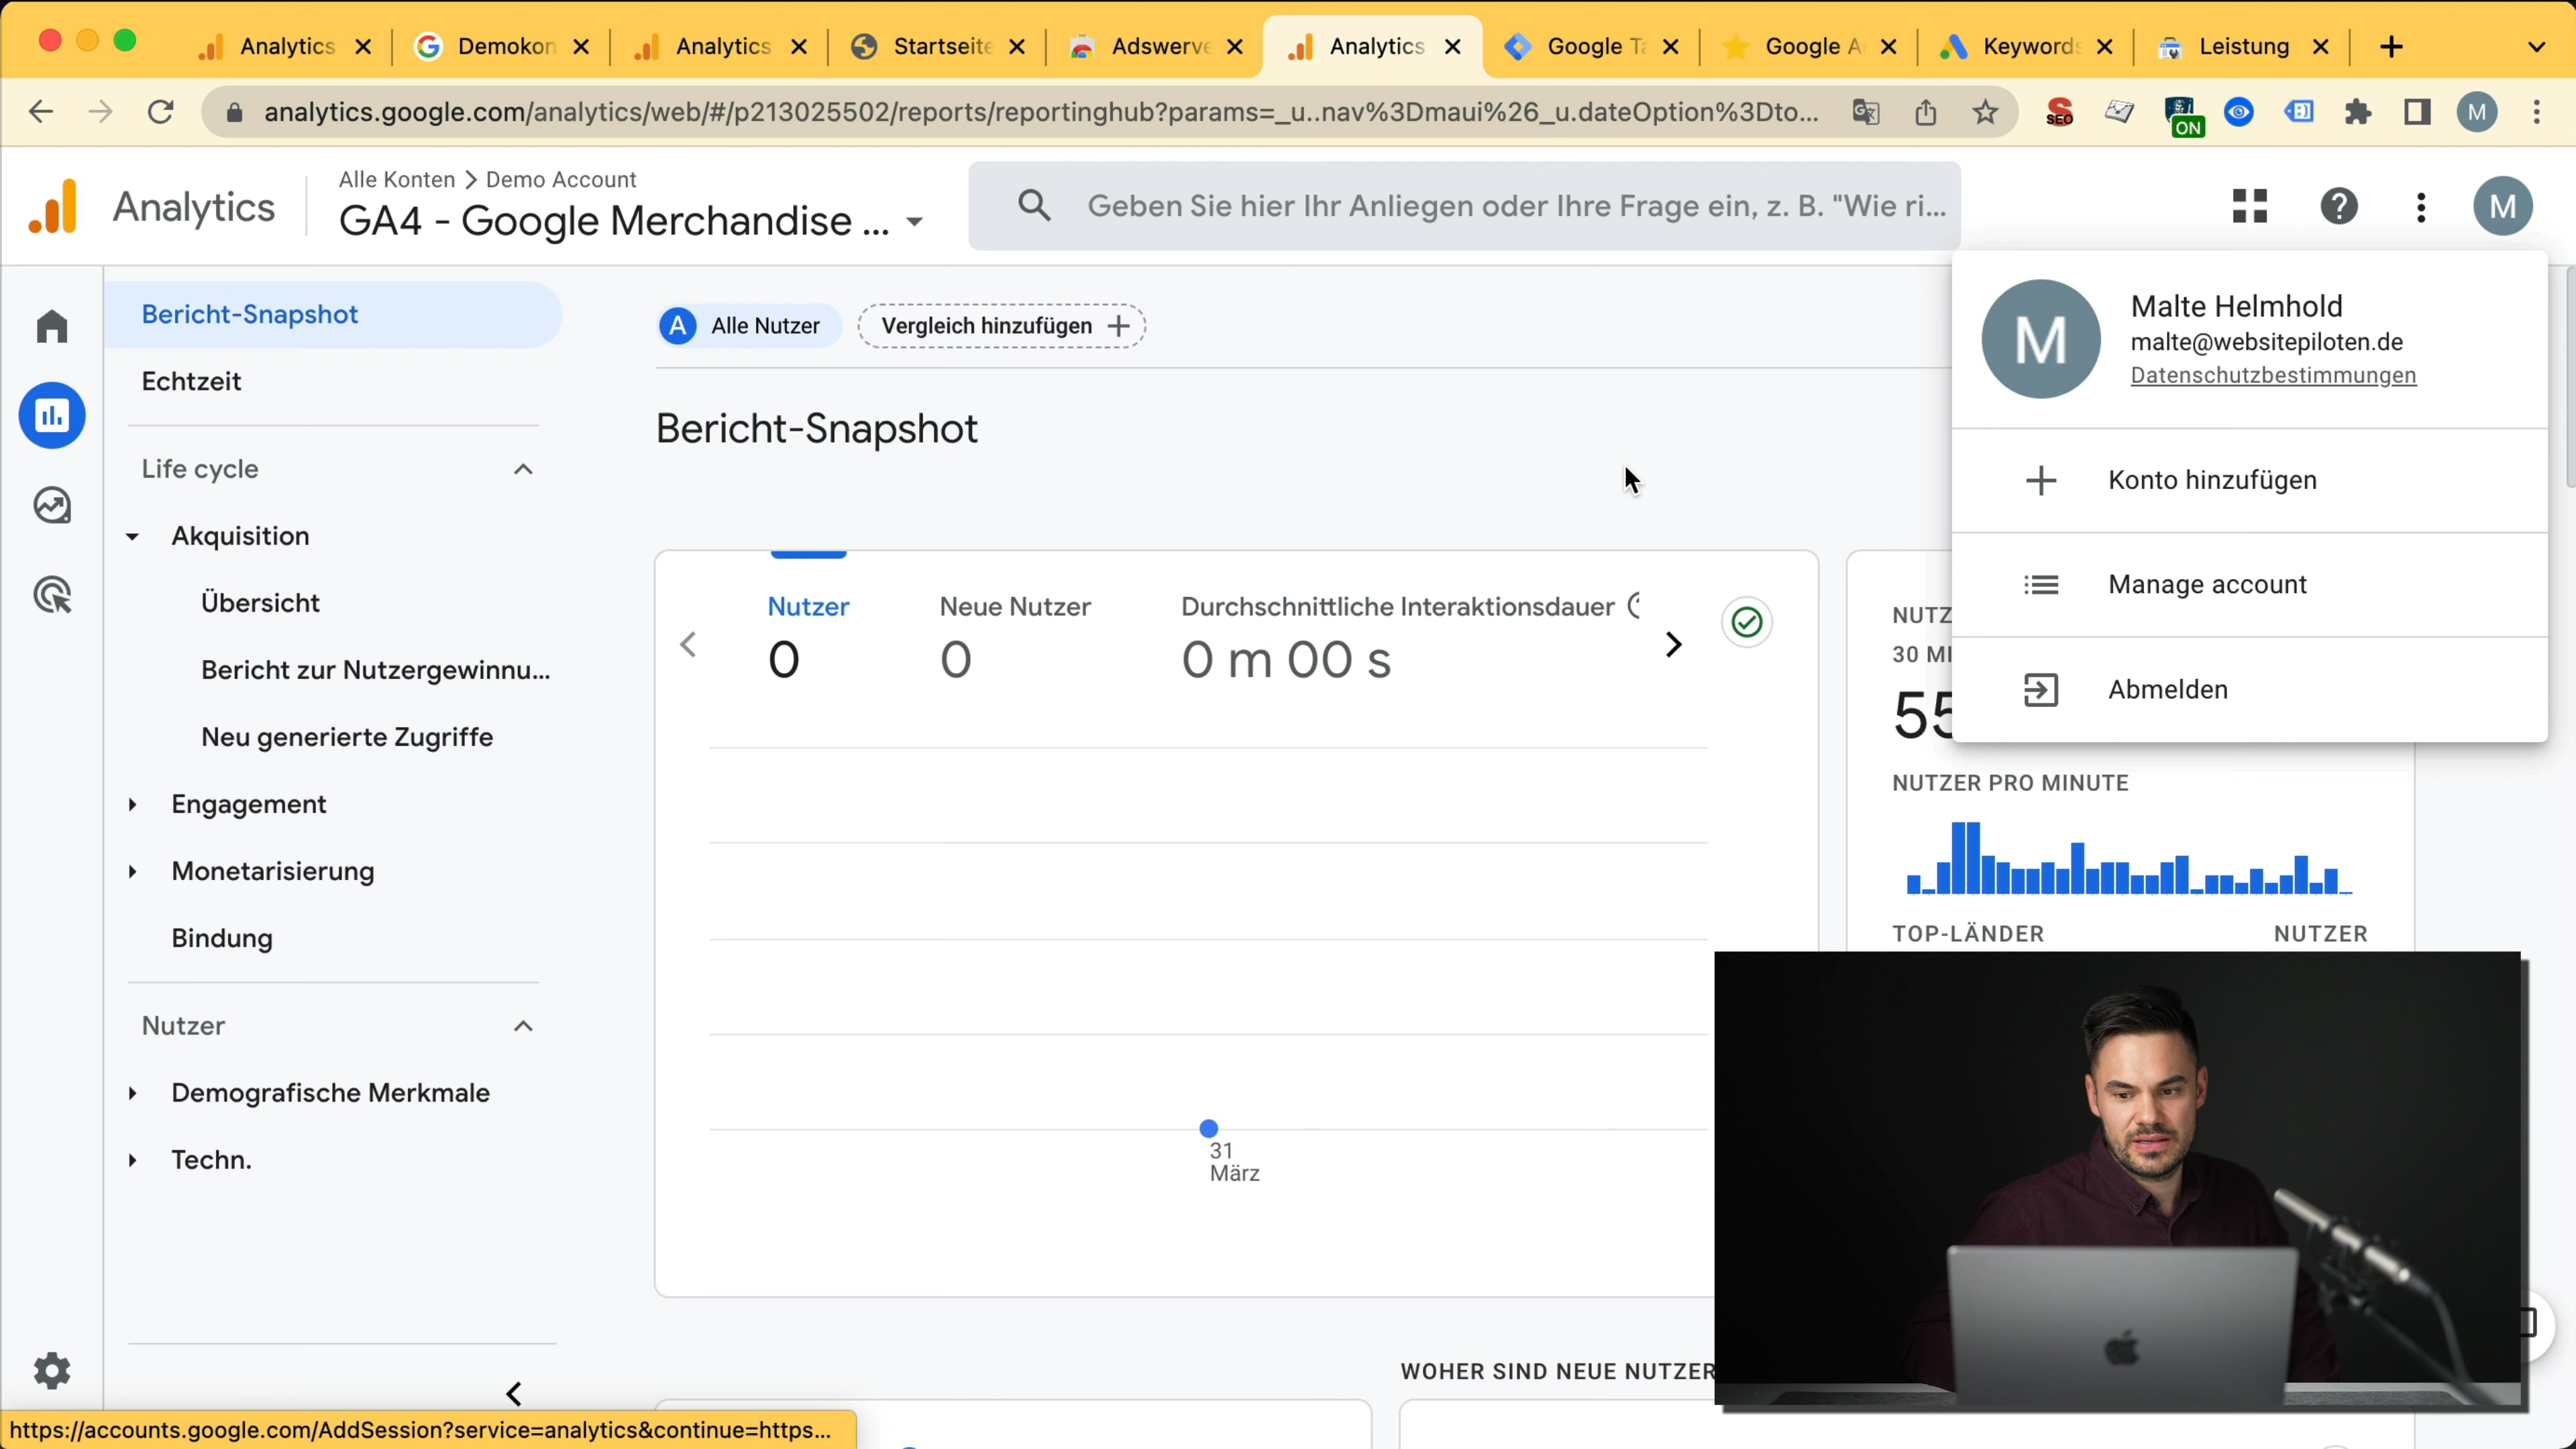 Analytics
Demokon
Analytics
Startseite
Adswerve
Analytics
Google Ta
Google A
Keywords
Leistung
analytics.google.com/analytics/web/#/p213025502/reports/reportinghub?params=_u..nav%3Dmaui%26_u.dateOption%3Dto...
SEO
ON
M
Analytics
Alle Konten > Demo Account
GA4 - Google Merchandise ...
Geben Sie hier Ihr Anliegen oder Ihre Frage ein, z. B. "Wie ri...
M
M
Malte Helmhold
malte@websitepiloten.de
Datenschutzbestimmungen
Konto hinzufügen
Manage account
Abmelden
Bericht-Snapshot
Echtzeit
Life cycle
Akquisition
Übersicht
Bericht zur Nutzergewinnu...
Neu generierte Zugriffe
Engagement
Monetarisierung
Bindung
Nutzer
Demografische Merkmale
Techn.
A Alle Nutzer
Vergleich hinzufügen
Bericht-Snapshot
Nutzer
0
Neue Nutzer
0
Durchschnittliche Interaktionsdauer
0 m 00 s
31
März
NUTZ
30 MI
55
NUTZER PRO MINUTE
TOP-LÄNDER NUTZER
WOHER SIND NEUE NUTZER
https://accounts.google.com/AddSession?service=analytics&continue=https...